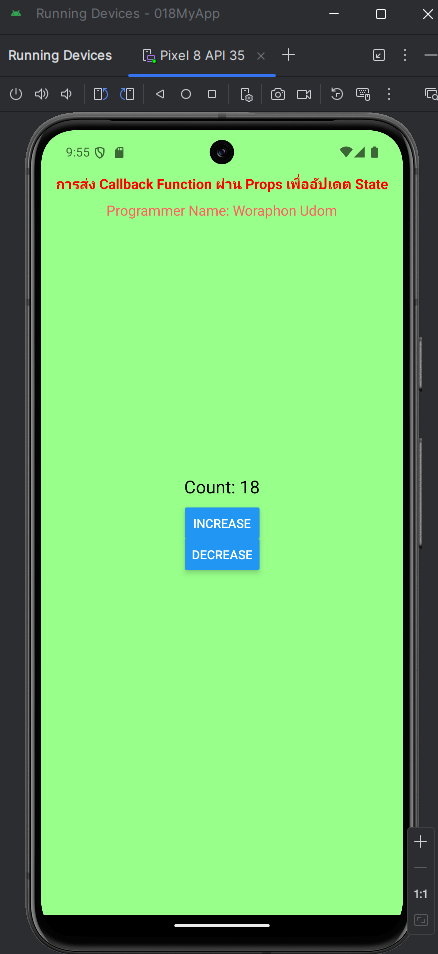 Running Devices - 018MyApp
Running Devices
Pixel 8 API 35
9:55
การส่ง Callback Function ผ่าน Props เพื่ออัปเดต State
Programmer Name: Woraphon Udom
Count: 18
INCREASE
DECREASE
1:1